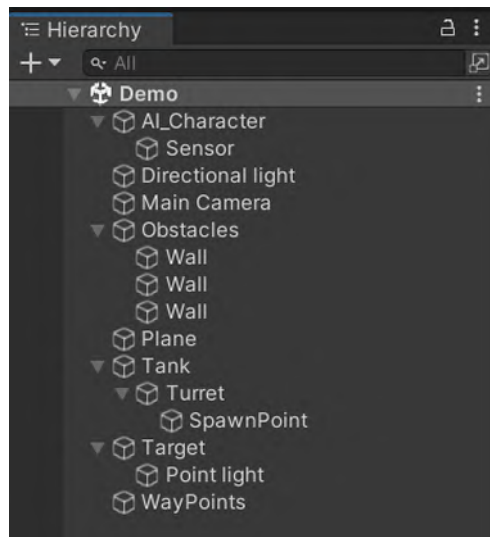 Hierarchy
All
Demo
AI_Character
Sensor
Directional light
Main Camera
Obstacles
Wall
Wall
Wall
Plane
Tank
Turret
SpawnPoint
Target
Point light
WayPoints